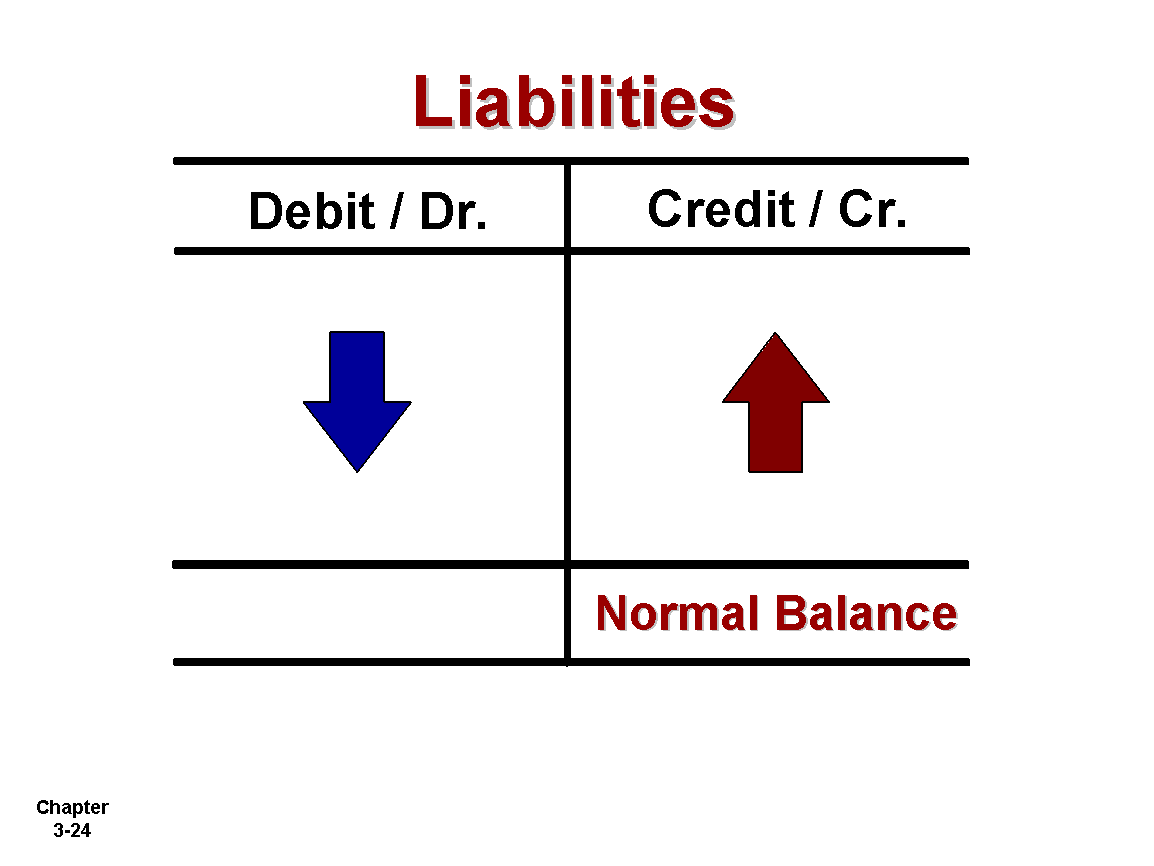 Liabilities
Debit / Dr.
Credit / Cr.
Normal Balance
Chapter
3-24